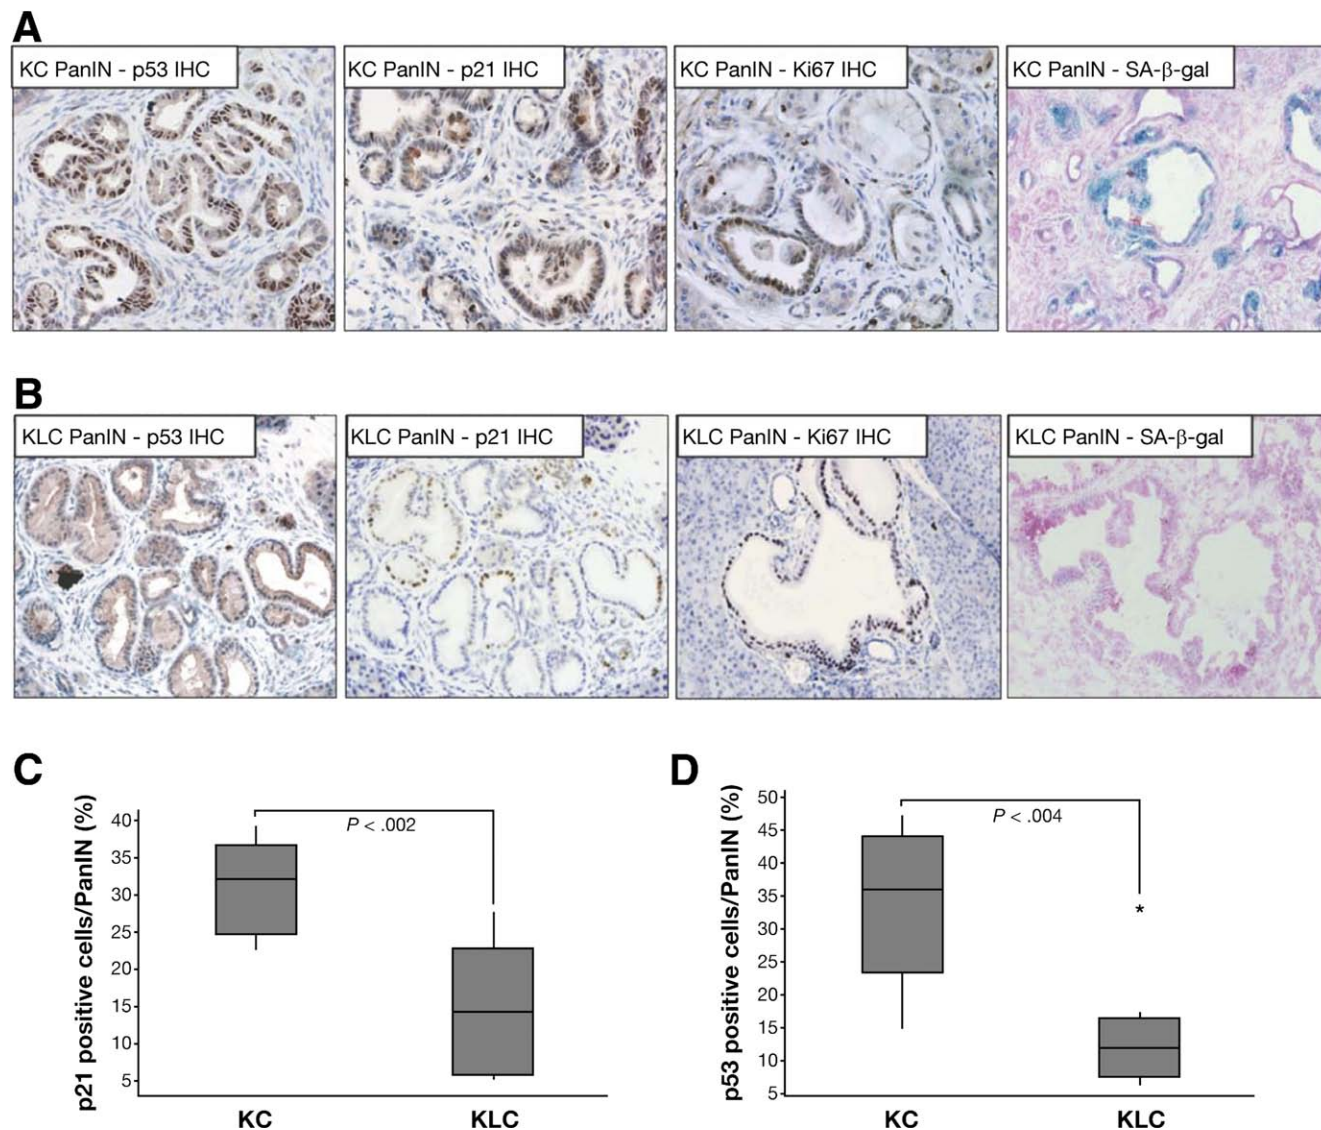 A
KC PanIN - p53 IHC
KC PanIN - p21 IHC
KC PanIN - Ki67 IHC
KC PanIN - SA-β-gal
B
KLC PanIN - p53 IHC
KLC PanIN - p21 IHC
KLC PanIN - Ki67 IHC
KLC PanIN - SA-β-gal
C
p21 positive cells/PanIN (%)
40
35
30
25
20
15
10
5
P < .002
KC
KLC
D
p53 positive cells/PanIN (%)
50
45
40
35
30
25
20
15
10
5
P < .004
*
KC
KLC